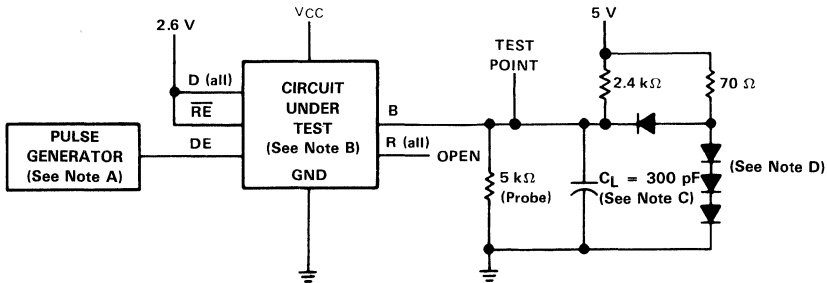 VCC
5 V
2.6 V
TEST
POINT
D (all)
RE
DE
CIRCUIT
UNDER
TEST
(See Note B)
GND
B
R (all)
OPEN
2.4 kΩ
70 Ω
PULSE
GENERATOR
(See Note A)
5 kΩ
(Probe)
CL = 300 pF
(See Note C)
(See Note D)